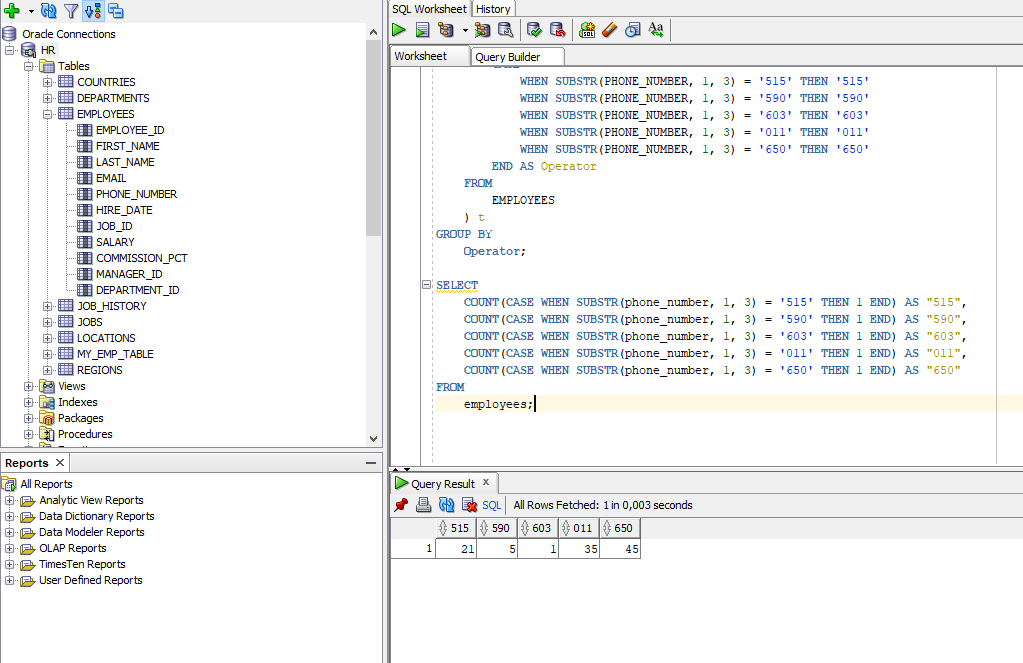 Oracle Connections
HR
Tables
COUNTRIES
DEPARTMENTS
EMPLOYEES
EMPLOYEE_ID
FIRST_NAME
LAST_NAME
EMAIL
PHONE_NUMBER
HIRE_DATE
JOB_ID
SALARY
COMMISSION_PCT
MANAGER_ID
DEPARTMENT_ID
JOB_HISTORY
JOBS
LOCATIONS
MY_EMP_TABLE
REGIONS
Views
Indexes
Packages
Procedures
Reports
All Reports
Analytic View Reports
Data Dictionary Reports
Data Modeler Reports
OLAP Reports
TimesTen Reports
User Defined Reports
SQL Worksheet History
Worksheet Query Builder
WHEN SUBSTR(PHONE_NUMBER, 1, 3) = '515' THEN '515'
WHEN SUBSTR(PHONE_NUMBER, 1, 3) = '590' THEN '590'
WHEN SUBSTR(PHONE_NUMBER, 1, 3) = '603' THEN '603'
WHEN SUBSTR(PHONE_NUMBER, 1, 3) = '011' THEN '011'
WHEN SUBSTR(PHONE_NUMBER, 1, 3) = '650' THEN '650'
END AS Operator
FROM
EMPLOYEES
) t
GROUP BY
Operator;
SELECT
COUNT(CASE WHEN SUBSTR(phone_number, 1, 3) = '515' THEN 1 END) AS "515",
COUNT(CASE WHEN SUBSTR(phone_number, 1, 3) = '590' THEN 1 END) AS "590",
COUNT(CASE WHEN SUBSTR(phone_number, 1, 3) = '603' THEN 1 END) AS "603",
COUNT(CASE WHEN SUBSTR(phone_number, 1, 3) = '011' THEN 1 END) AS "011",
COUNT(CASE WHEN SUBSTR(phone_number, 1, 3) = '650' THEN 1 END) AS "650"
FROM
employees;
Query Result x
SQL All Rows Fetched: 1 in 0,003 seconds
515 590 603 011 650
1 21 5 1 35 45